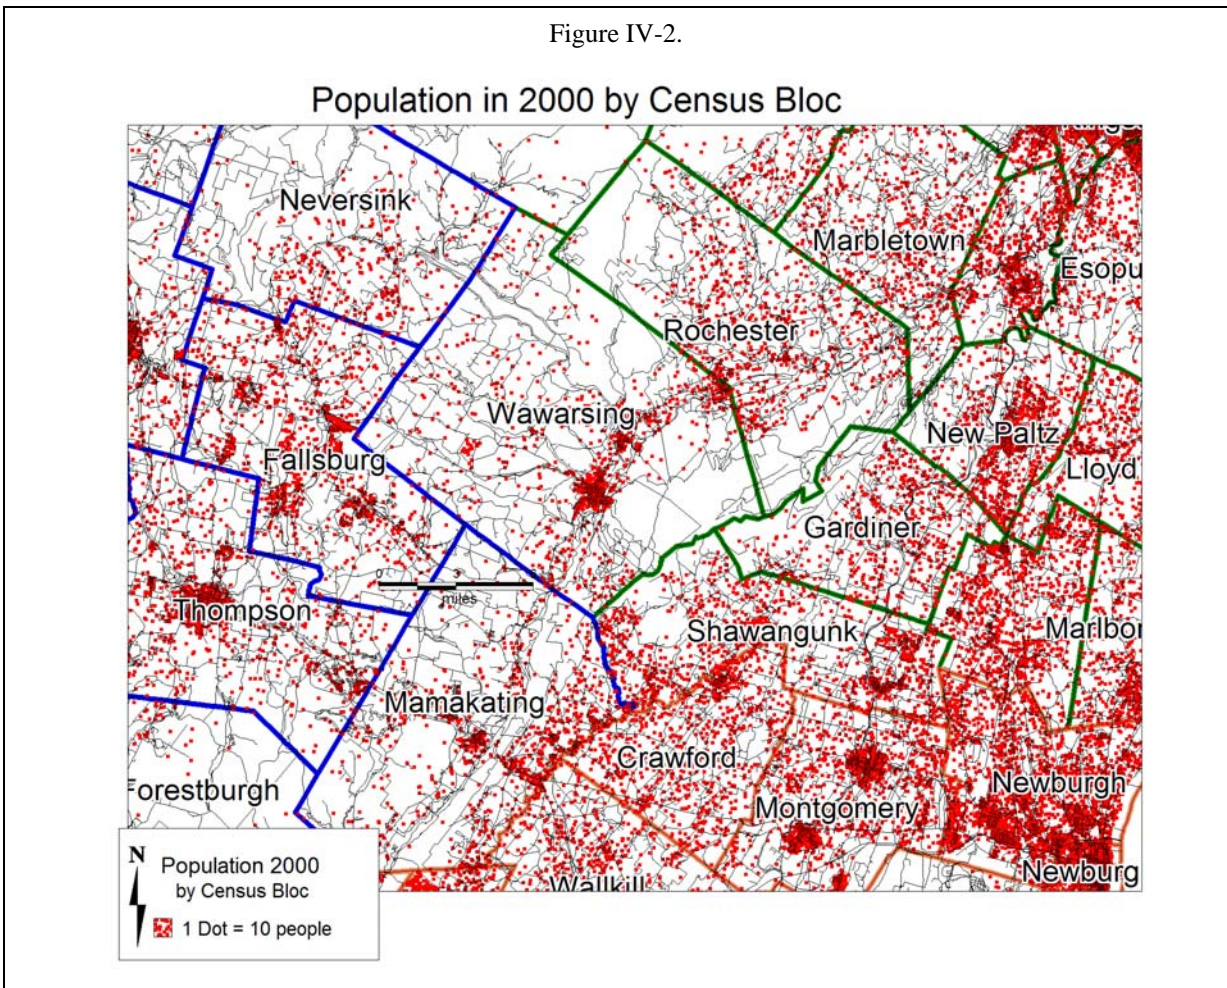 Figure IV-2.
Population in 2000 by Census Bloc
Neversink
Marbletown
Esopu
Rochester
Wawarsing
New Paltz
Fallsburg
Lloyd
Gardiner
miles
Thompson
Shawangunk
Marlbor
Mamakating
Crawford
Forestburgh
Newburgh
Montgomery
Newburg
Wallkill
N
Population 2000
by Census Bloc
1 Dot = 10 people